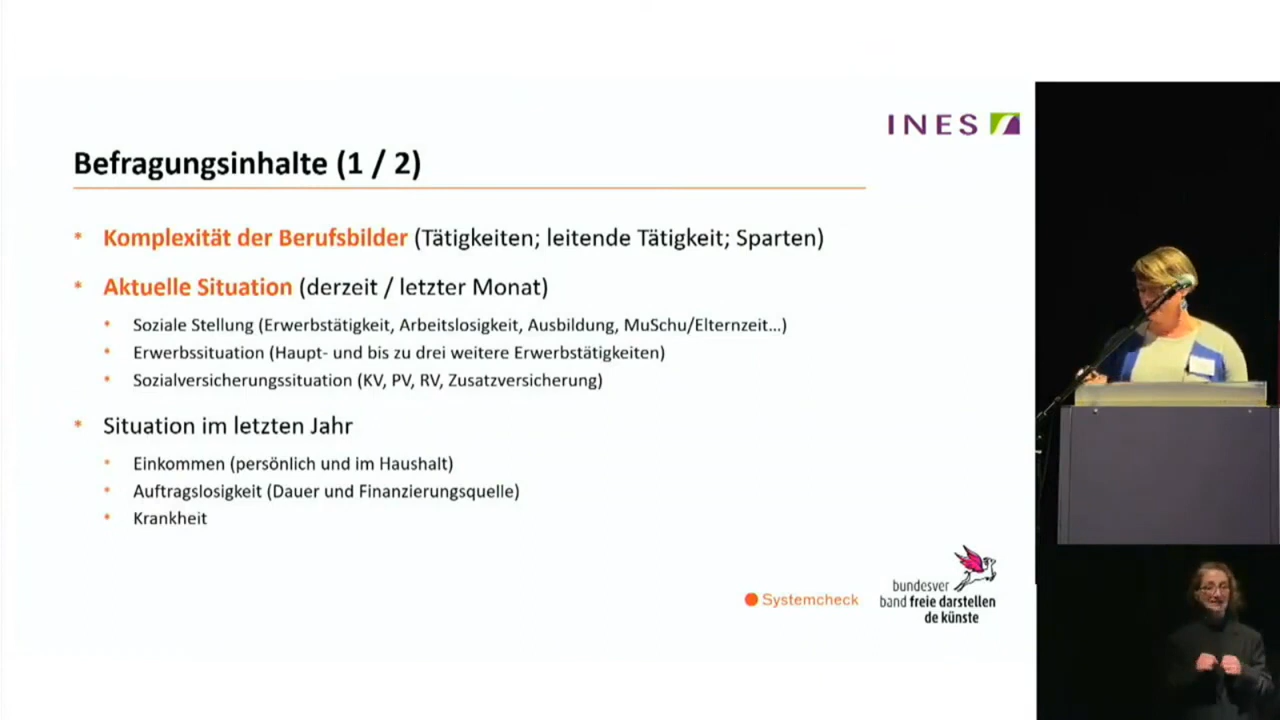 INES
Befragungsinhalte (1 / 2)
* Komplexität der Berufsbilder (Tätigkeiten; leitende Tätigkeit; Sparten)
* Aktuelle Situation (derzeit / letzter Monat)
* Soziale Stellung (Erwerbstätigkeit, Arbeitslosigkeit, Ausbildung, MuSchu/Elternzeit...)
* Erwerbssituation (Haupt- und bis zu drei weitere Erwerbstätigkeiten)
* Sozialversicherungssituation (KV, PV, RV, Zusatzversicherung)
* Situation im letzten Jahr
* Einkommen (persönlich und im Haushalt)
* Auftragslosigkeit (Dauer und Finanzierungsquelle)
* Krankheit
Systemcheck
bundesver
band freie darstellen
de künste